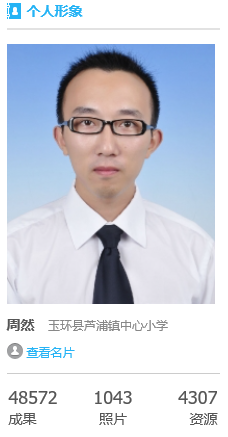 个人形象
周然 玉环县芦浦镇中心小学
查看名片
48572 1043 4307
成果 照片 资源